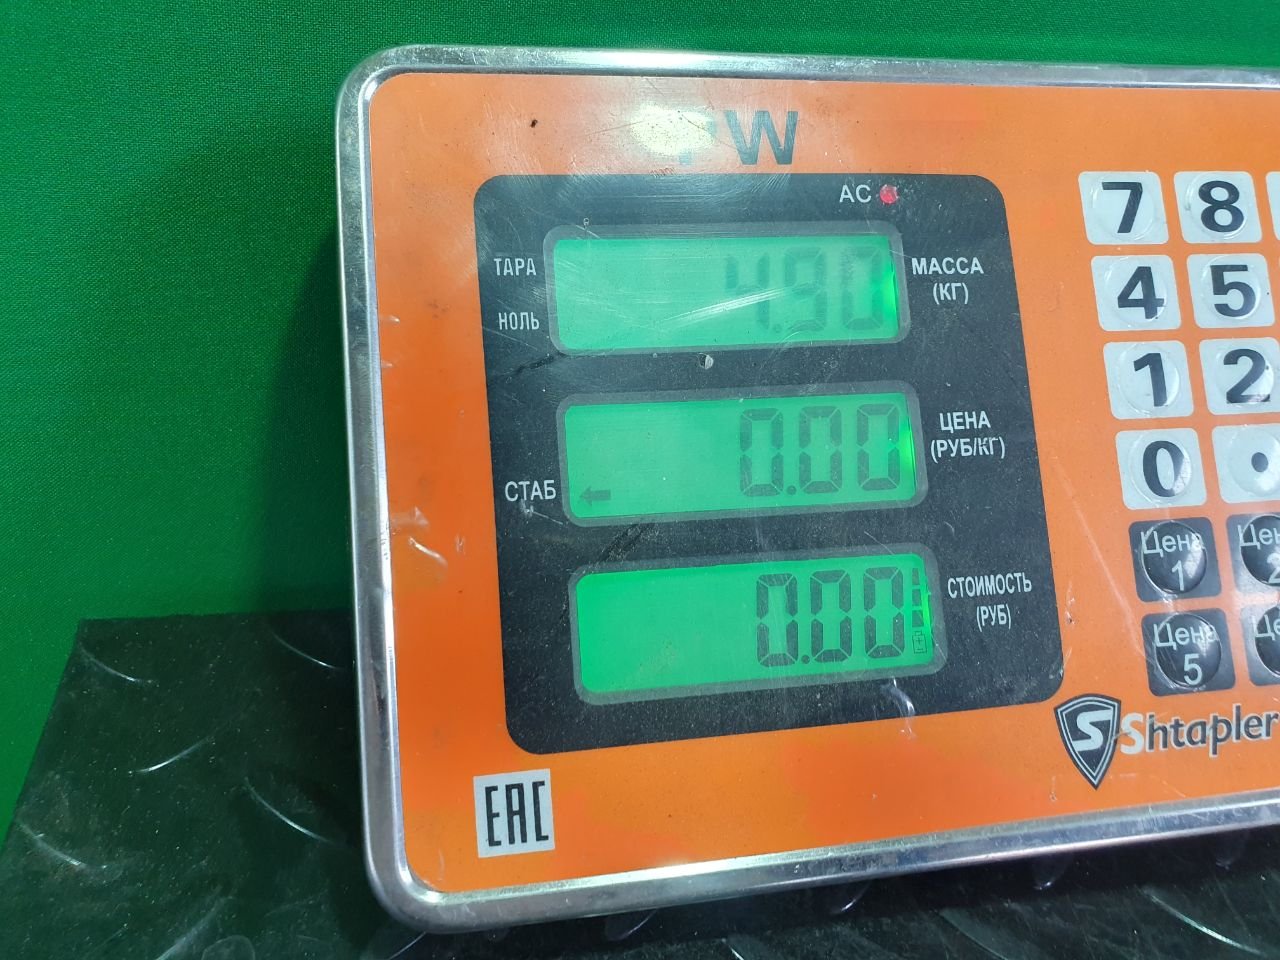 PW
AC
ТАРА
НОЛЬ
4.90
МАССА
(КГ)
СТАБ
0.00
ЦЕНА
(РУБ/КГ)
0.00
СТОИМОСТЬ
(РУБ)
7 8
4 5
1 2
0 .
Цена
1
Цена
5
Shtapler
EAC